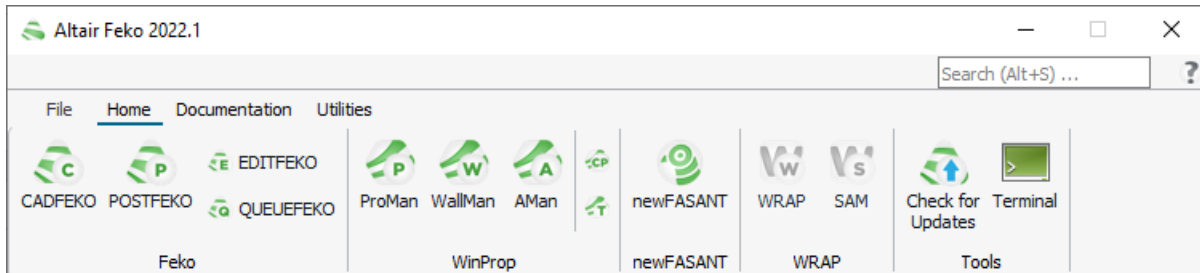 Altair Feko 2022.1
Search (Alt+S) ...
?
File Home Documentation Utilities
C P E EDITFEKO P W A CP W S
CADFEKO POSTFEKO Q QUEUEFEKO ProMan WallMan AMan T newFASANT WRAP SAM Check for Updates Terminal
Feko WinProp newFASANT WRAP Tools